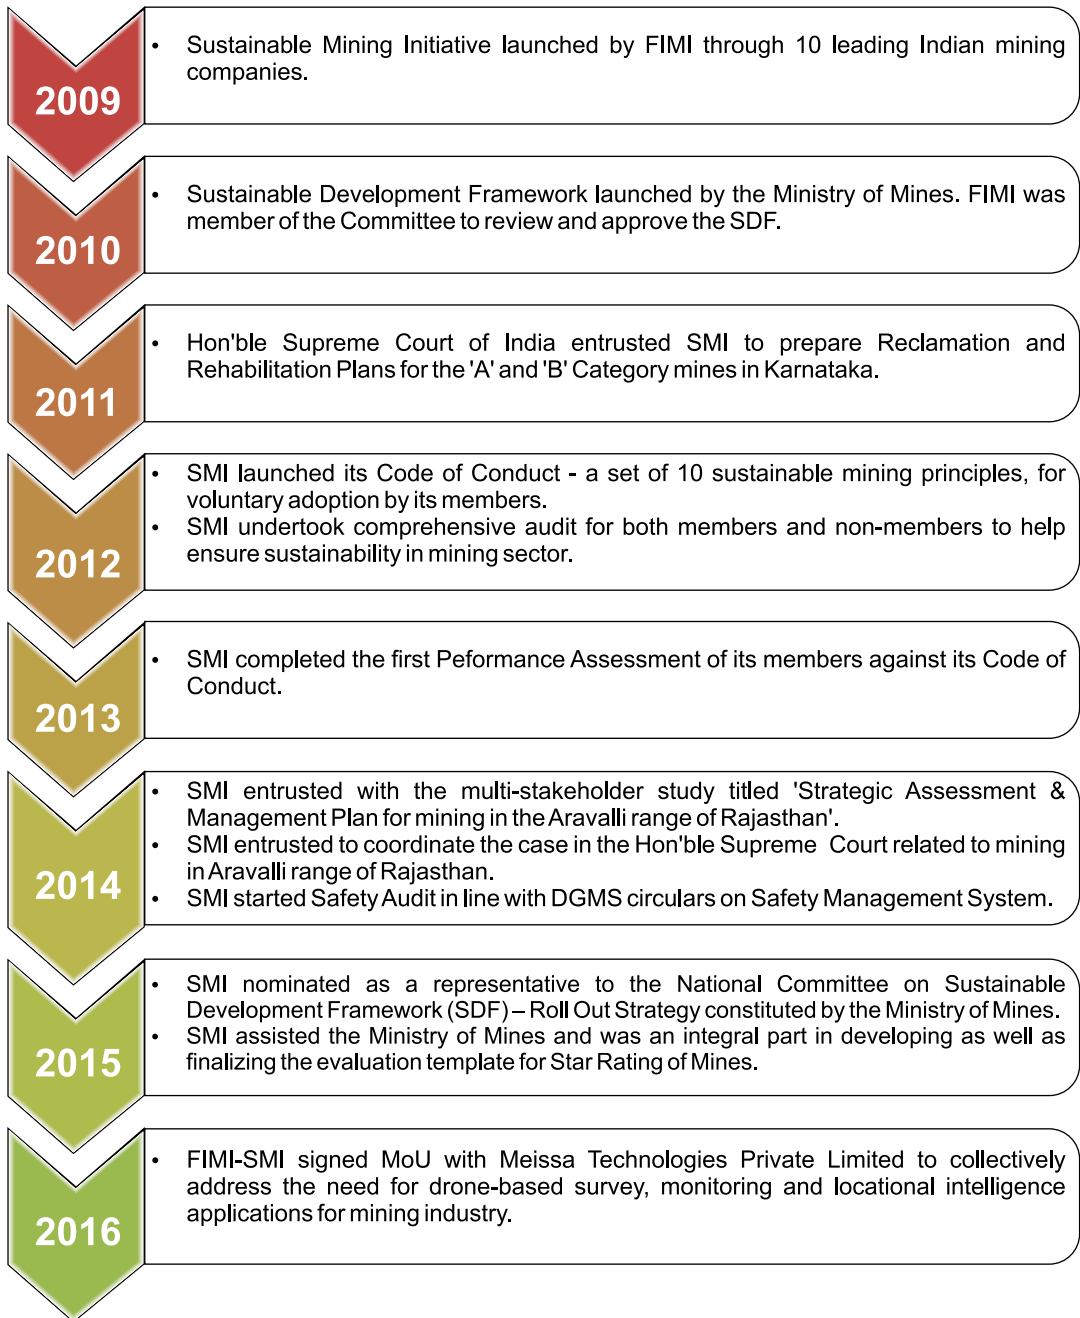 2009
• Sustainable Mining Initiative launched by FIMI through 10 leading Indian mining
companies.
2010
• Sustainable Development Framework launched by the Ministry of Mines. FIMI was
member of the Committee to review and approve the SDF.
2011
• Hon'ble Supreme Court of India entrusted SMI to prepare Reclamation and
Rehabilitation Plans for the 'A' and 'B' Category mines in Karnataka.
2012
• SMI launched its Code of Conduct - a set of 10 sustainable mining principles, for
voluntary adoption by its members.
• SMI undertook comprehensive audit for both members and non-members to help
ensure sustainability in mining sector.
2013
• SMI completed the first Peformance Assessment of its members against its Code of
Conduct.
2014
• SMI entrusted with the multi-stakeholder study titled 'Strategic Assessment &
Management Plan for mining in the Aravalli range of Rajasthan'.
• SMI entrusted to coordinate the case in the Hon'ble Supreme Court related to mining
in Aravalli range of Rajasthan.
• SMI started Safety Audit in line with DGMS circulars on Safety Management System.
2015
• SMI nominated as a representative to the National Committee on Sustainable
Development Framework (SDF) – Roll Out Strategy constituted by the Ministry of Mines.
• SMI assisted the Ministry of Mines and was an integral part in developing as well as
finalizing the evaluation template for Star Rating of Mines.
2016
• FIMI-SMI signed MoU with Meissa Technologies Private Limited to collectively
address the need for drone-based survey, monitoring and locational intelligence
applications for mining industry.